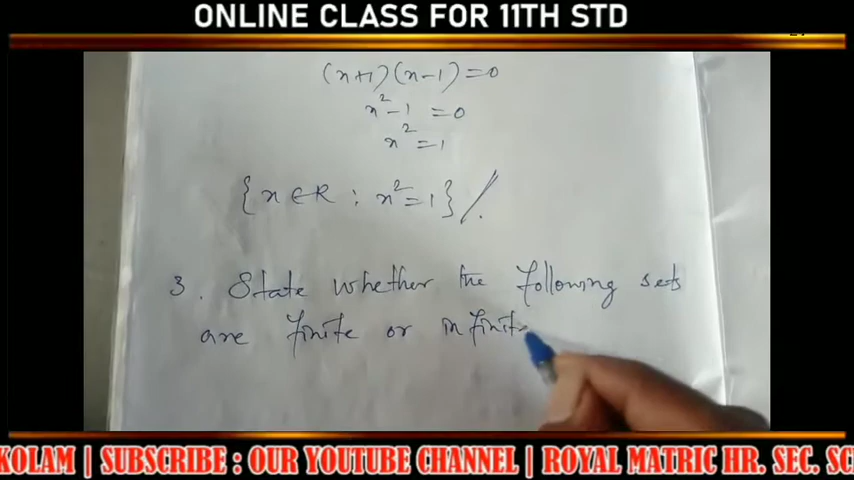 ONLINE CLASS FOR 11TH STD
(x+1)(x-1)=0
x²-1 =0
x²=1
{x∈R : x²=1}//.
3. State whether the following sets
are finite or infinite
KOLAM | SUBSCRIBE : OUR YOUTUBE CHANNEL | ROYAL MATRIC HR. SEC. SC